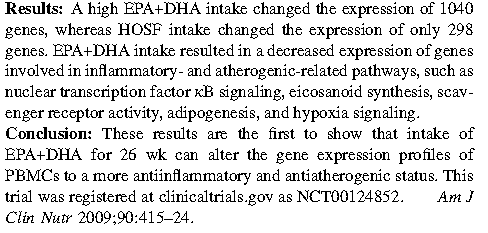 Results: A high EPA+DHA intake changed the expression of 1040
genes, whereas HOSF intake changed the expression of only 298
genes. EPA+DHA intake resulted in a decreased expression of genes
involved in inflammatory- and atherogenic-related pathways, such as
nuclear transcription factor κB signaling, eicosanoid synthesis, scav-
enger receptor activity, adipogenesis, and hypoxia signaling.
Conclusion: These results are the first to show that intake of
EPA+DHA for 26 wk can alter the gene expression profiles of
PBMCs to a more antiinflammatory and antiatherogenic status. This
trial was registered at clinicaltrials.gov as NCT00124852. Am J
Clin Nutr 2009;90:415–24.